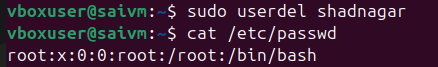 vboxuser@saivm:~$ sudo userdel shadnagar
vboxuser@saivm:~$ cat /etc/passwd
root:x:0:0:root:/root:/bin/bash